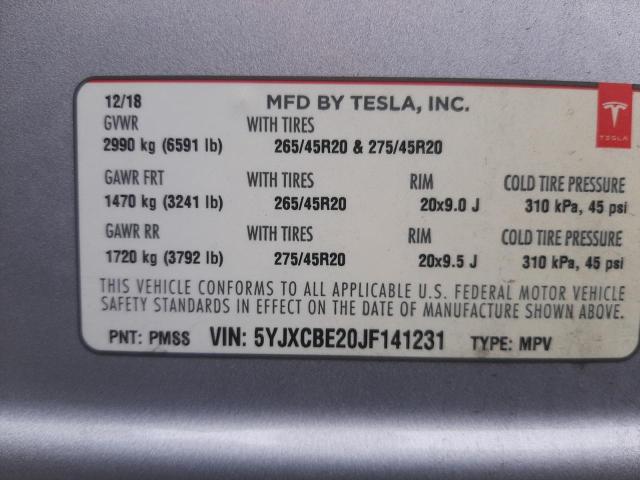 12/18 MFD BY TESLA, INC.
GVWR WITH TIRES
2990 kg (6591 lb) 265/45R20 & 275/45R20
GAWR FRT WITH TIRES RIM COLD TIRE PRESSURE
1470 kg (3241 lb) 265/45R20 20x9.0 J 310 kPa, 45 psi
GAWR RR WITH TIRES RIM COLD TIRE PRESSURE
1720 kg (3792 lb) 275/45R20 20x9.5 J 310 kPa, 45 psi
THIS VEHICLE CONFORMS TO ALL APPLICABLE U.S. FEDERAL MOTOR VEHICLE
SAFETY STANDARDS IN EFFECT ON THE DATE OF MANUFACTURE SHOWN ABOVE.
PNT: PMSS VIN: 5YJXCBE20JF141231 TYPE: MPV
TESLA